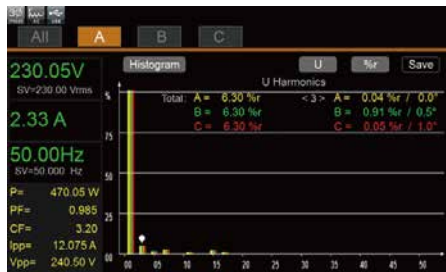 All A B C
230.05V
SV=230.00 Vrms
2.33 A
50.00Hz
SV=50.000 Hz
P= 470.05 W
PF= 0.985
CF= 3.20
Ipp= 12.075 A
Vpp= 240.50 V
Histogram U %r Save
U Harmonics
Total: A = 6.30 %r < 3 > A = 0.04 %r / 0.0°
B = 6.30 %r B = 0.91 %r / 0.5°
C = 6.30 %r C = 0.05 %r / 1.0°
%
75
50
25
00
00 05 10 15 20 25 30 35 40 45 50